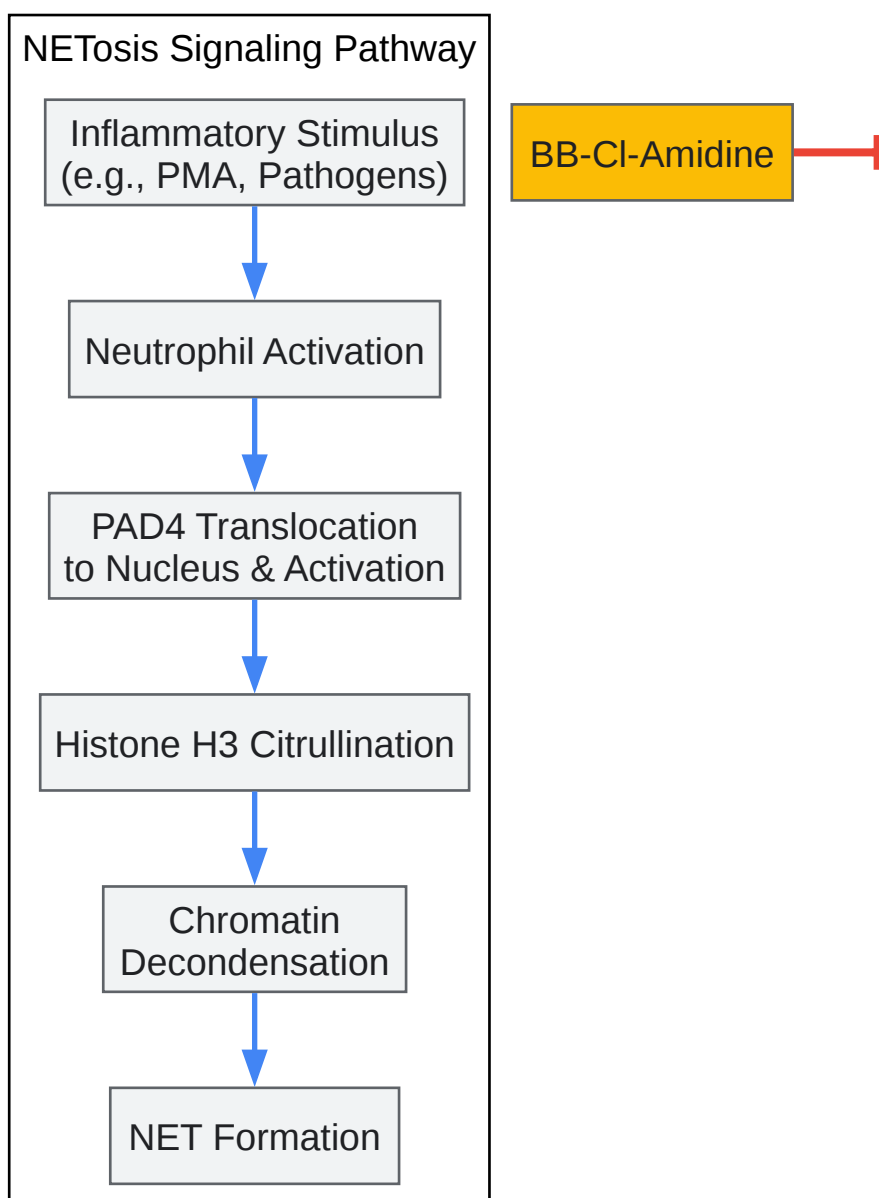 NETosis Signaling Pathway
Inflammatory Stimulus
(e.g., PMA, Pathogens)
BB-Cl-Amidine
Neutrophil Activation
PAD4 Translocation
to Nucleus & Activation
Histone H3 Citrullination
Chromatin
Decondensation
NET Formation